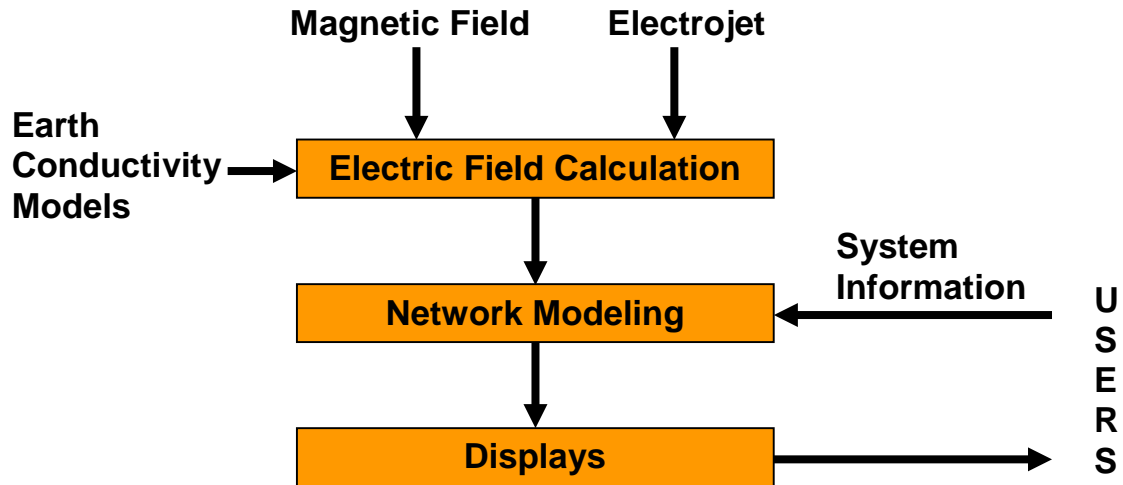 Magnetic Field
Electrojet
Earth
Conductivity
Models
Electric Field Calculation
System
Information
Network Modeling
U
S
E
R
S
Displays